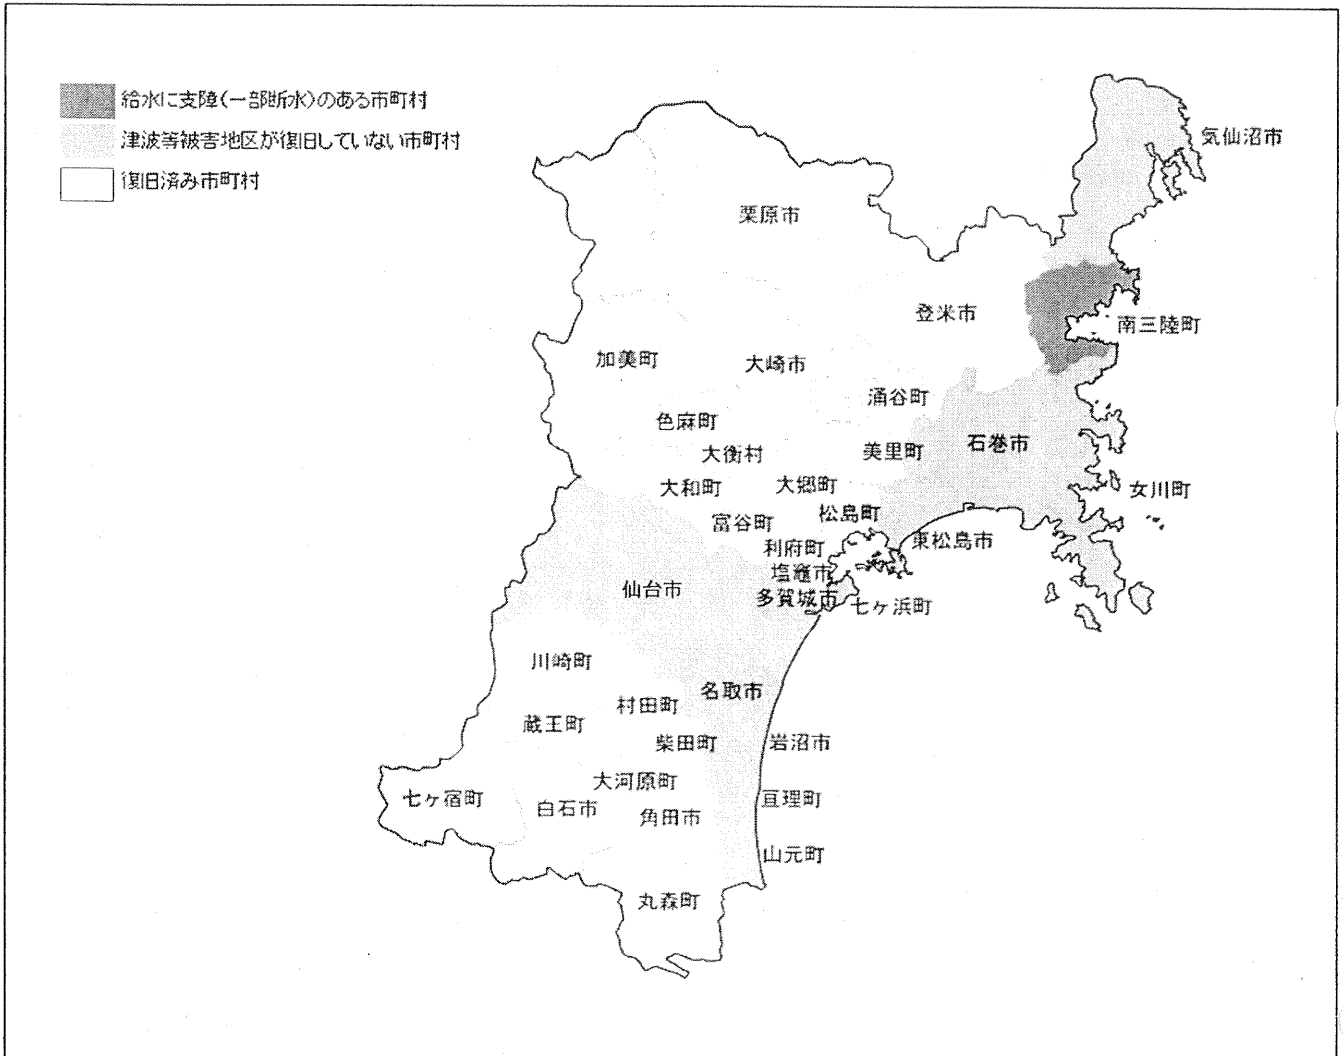 給水に支障(一部断水)のある市町村
津波等被害地区が復旧していない市町村
復旧済み市町村
気仙沼市
栗原市
登米市
南三陸町
加美町
大崎市
涌谷町
色麻町
大衡村
美里町
石巻市
大和町
大郷町
女川町
富谷町
松島町
利府町
東松島市
塩竈市
仙台市
多賀城市
七ヶ浜町
川崎町
名取市
村田町
蔵王町
柴田町
岩沼市
大河原町
七ヶ宿町
白石市
角田市
亘理町
山元町
丸森町